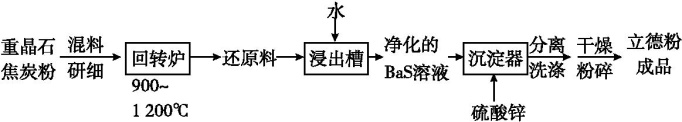 水
重晶石
焦炭粉
混料
研细
回转炉
900~
1 200℃
还原料
浸出槽
净化的
BaS溶液
沉淀器
硫酸锌
分离
洗涤
干燥
粉碎
立德粉
成品